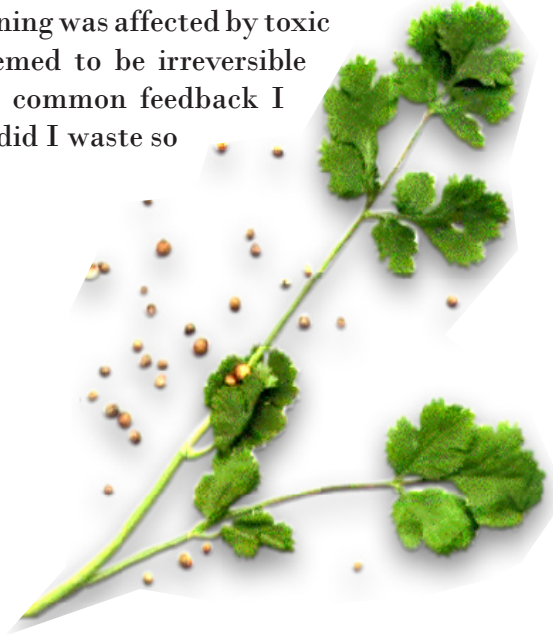 ning was affected by toxic
emed to be irreversible
common feedback I
did I waste so